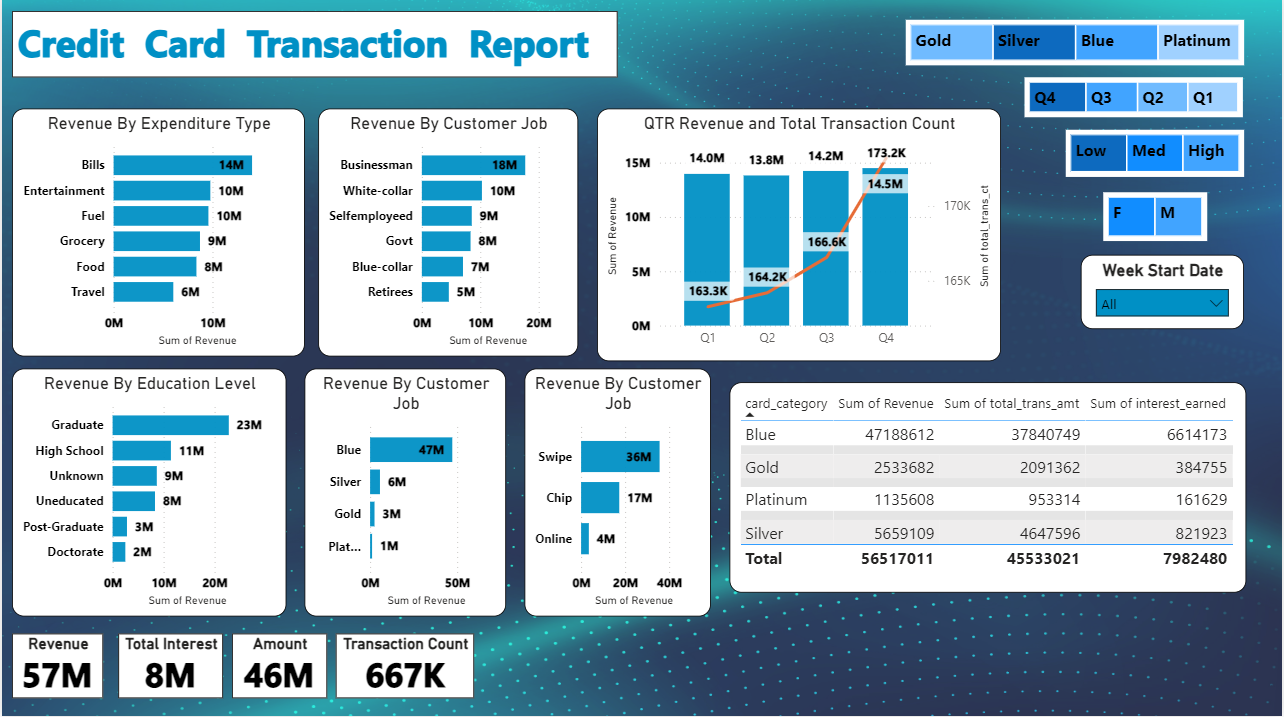 Credit Card Transaction Report
Gold Silver Blue Platinum
Q4 Q3 Q2 Q1
Low Med High
F M
Week Start Date
All
Revenue By Expenditure Type
Bills 14M
Entertainment 10M
Fuel 10M
Grocery 9M
Food 8M
Travel 6M
0M 10M
Sum of Revenue
Revenue By Customer Job
Businessman 18M
White-collar 10M
Selfemployeed 9M
Govt 8M
Blue-collar 7M
Retirees 5M
0M 10M 20M
Sum of Revenue
QTR Revenue and Total Transaction Count
Sum of Revenue
15M
10M
5M
0M
14.0M 13.8M 14.2M 14.5M
163.3K 164.2K 166.6K 173.2K
Q1 Q2 Q3 Q4
170K
165K
Sum of total_trans_ct
Revenue By Education Level
Graduate 23M
High School 11M
Unknown 9M
Uneducated 8M
Post-Graduate 3M
Doctorate 2M
0M 10M 20M
Sum of Revenue
Revenue By Customer
Job
Blue 47M
Silver 6M
Gold 3M
Plat... 1M
0M 50M
Sum of Revenue
Revenue By Customer
Job
Swipe 36M
Chip 17M
Online 4M
0M 20M 40M
Sum of Revenue
card_category Sum of Revenue Sum of total_trans_amt Sum of interest_earned
Blue 47188612 37840749 6614173
Gold 2533682 2091362 384755
Platinum 1135608 953314 161629
Silver 5659109 4647596 821923
Total 56517011 45533021 7982480
Revenue
57M
Total Interest
8M
Amount
46M
Transaction Count
667K